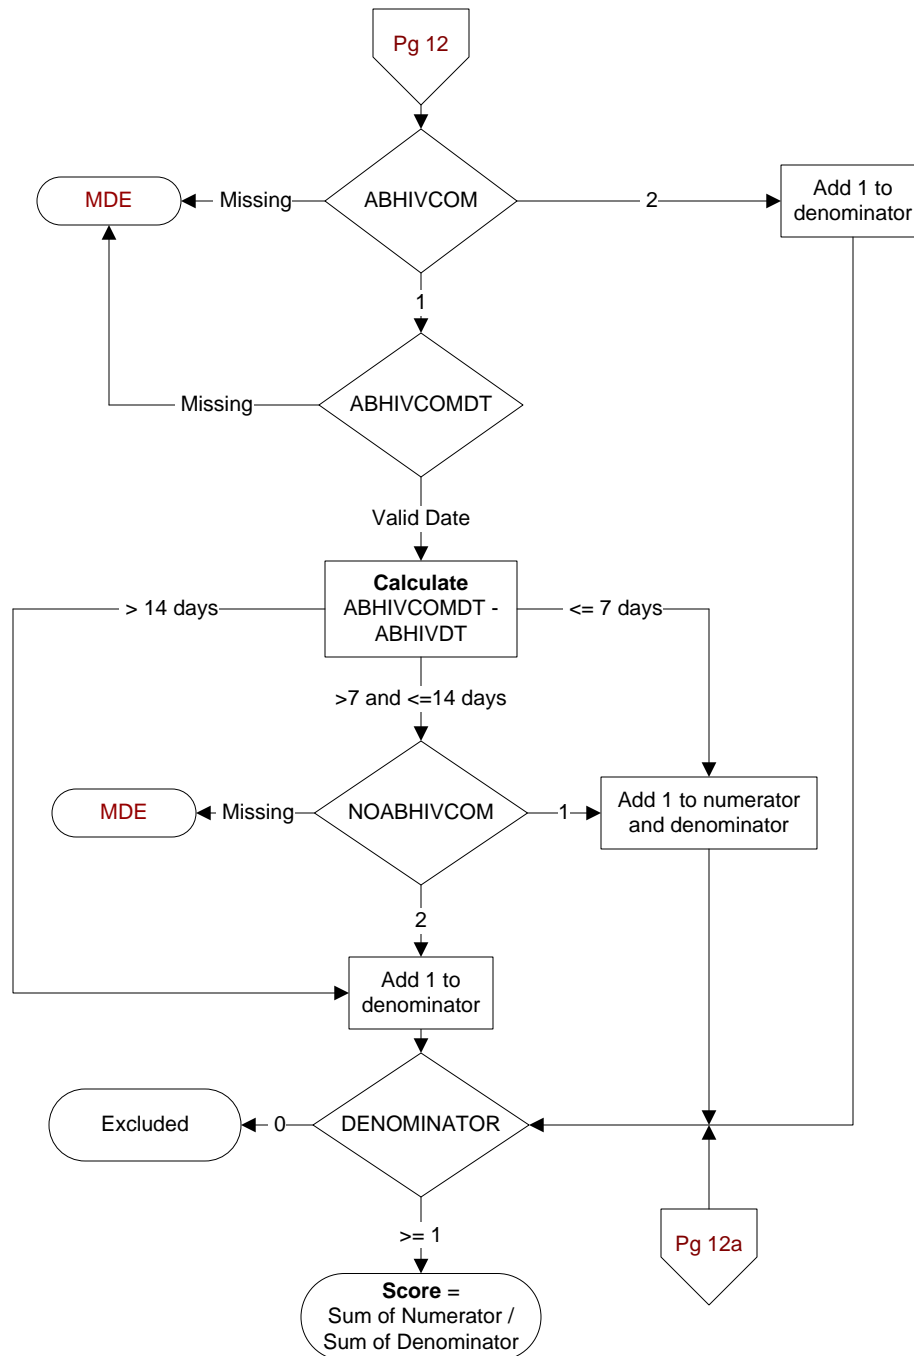 Pg 12
MDE
Missing
ABHIVCOM
2
Add 1 to
denominator
1
Missing
ABHIVCOMDT
Valid Date
Calculate
ABHIVCOMDT -
ABHIVDT
> 14 days
<= 7 days
>7 and <=14 days
MDE
Missing
NOABHIVCOM
1
Add 1 to numerator
and denominator
2
Add 1 to
denominator
Excluded
0
DENOMINATOR
>= 1
Pg 12a
Score =
Sum of Numerator /
Sum of Denominator